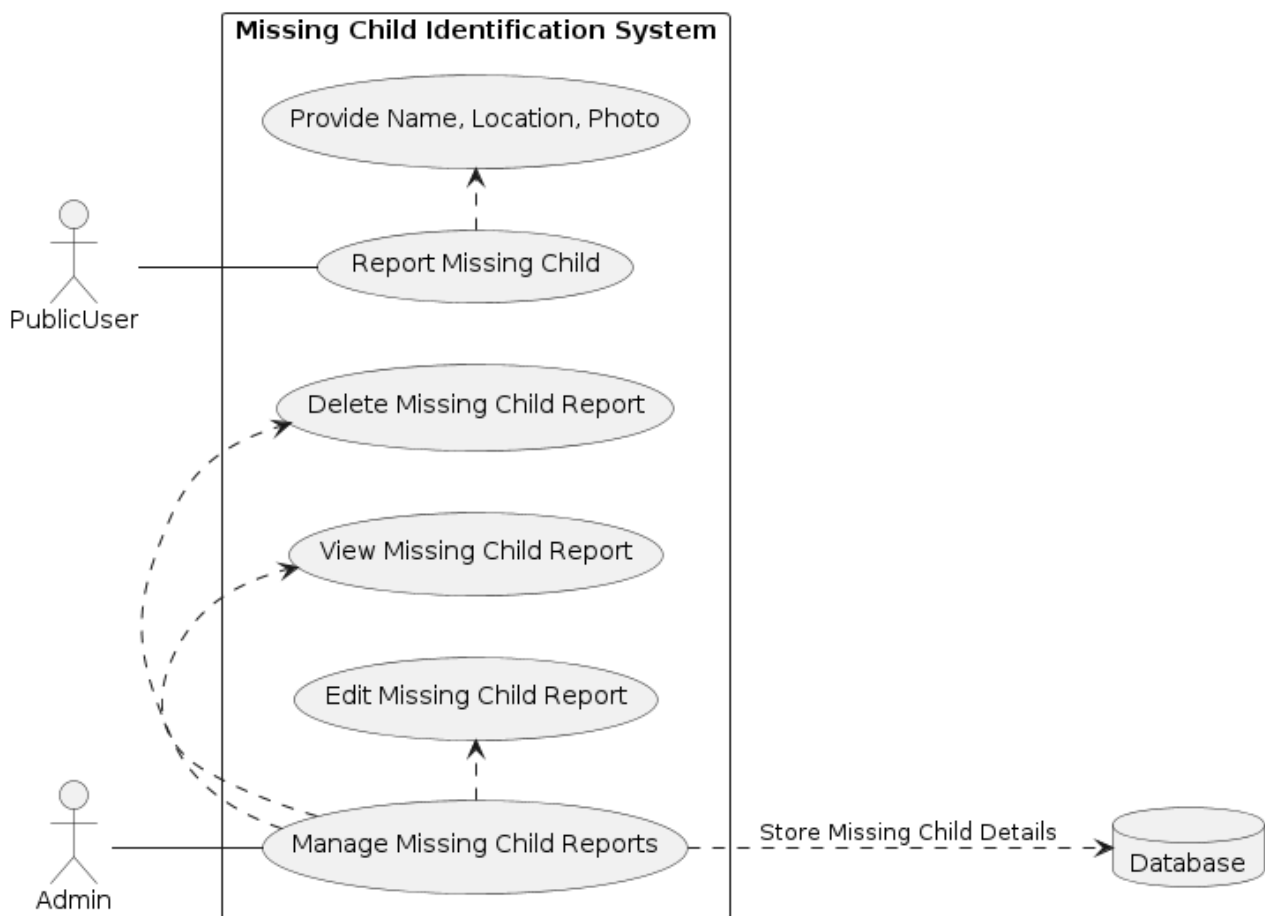 Missing Child Identification System
Provide Name, Location, Photo
Report Missing Child
PublicUser
Delete Missing Child Report
View Missing Child Report
Edit Missing Child Report
Manage Missing Child Reports
Store Missing Child Details
Database
Admin